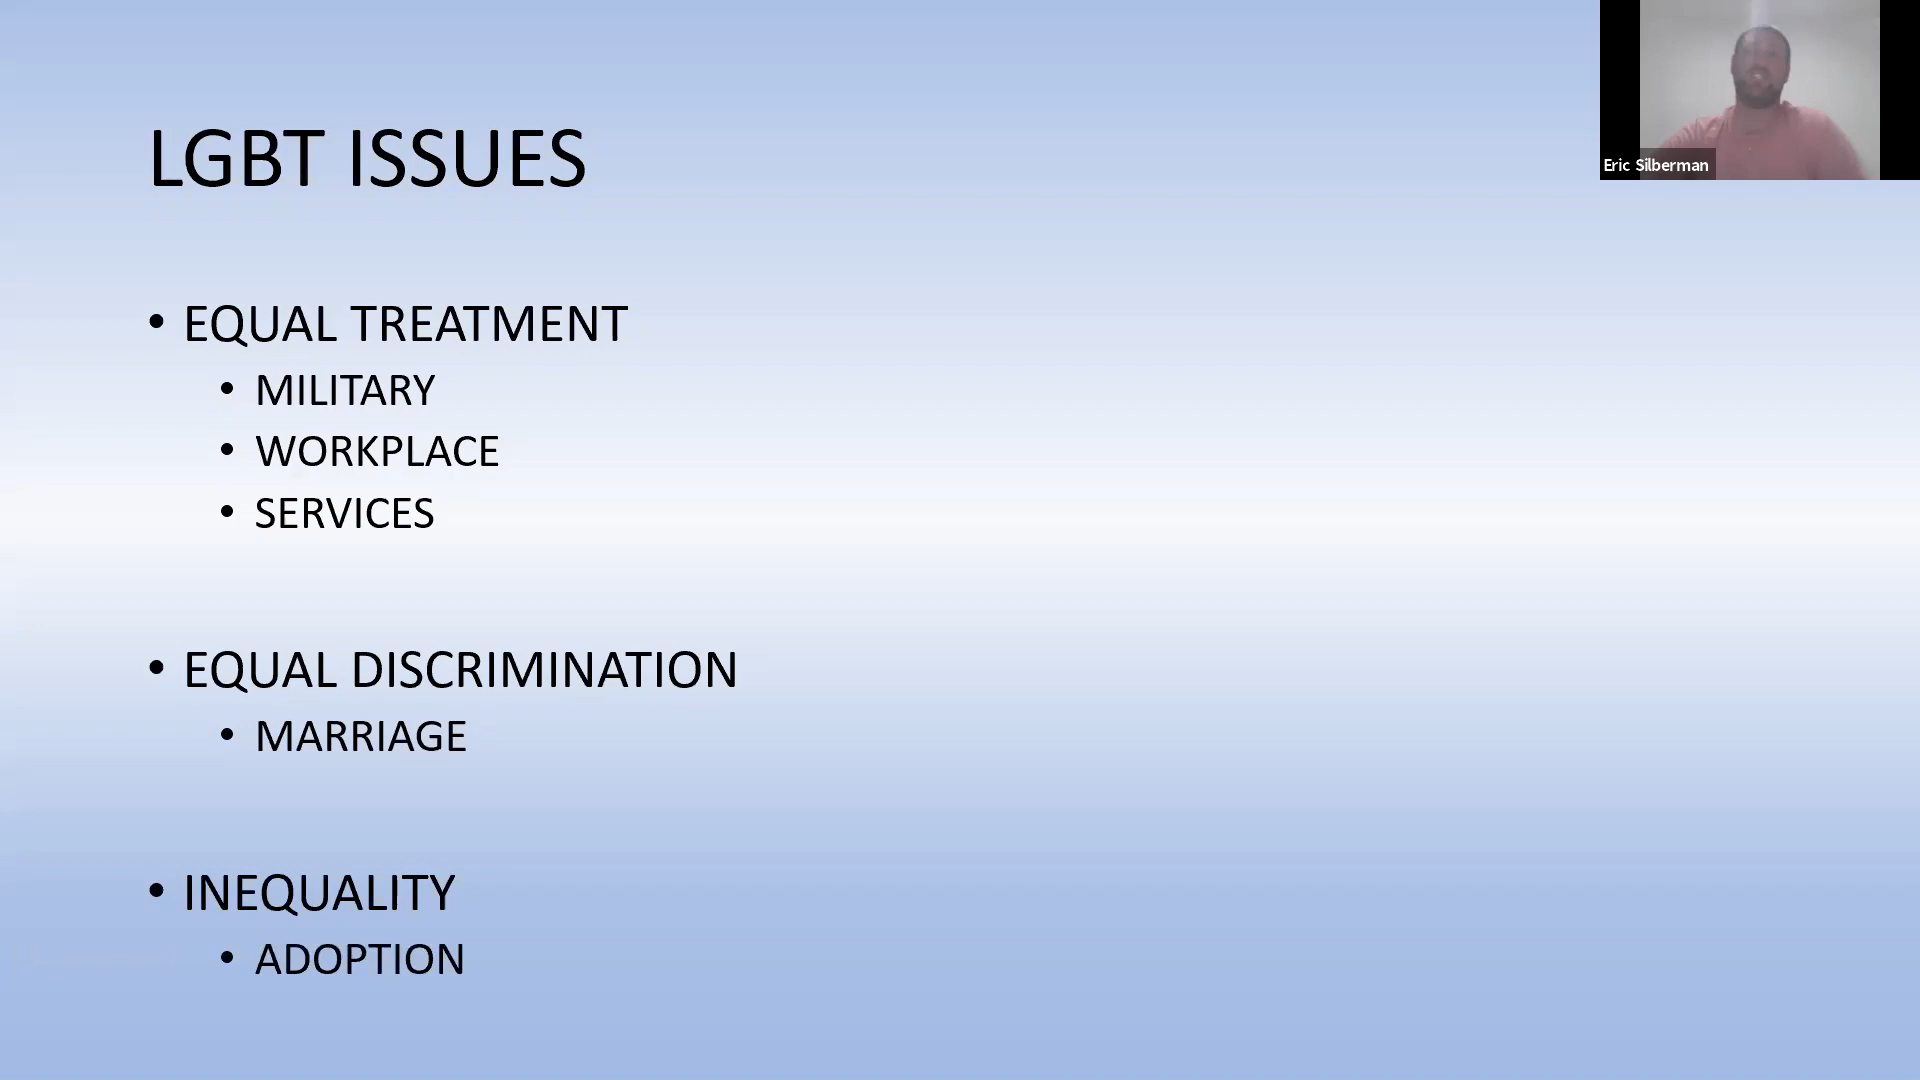 LGBT ISSUES
Eric Silberman
• EQUAL TREATMENT
• MILITARY
• WORKPLACE
• SERVICES
• EQUAL DISCRIMINATION
• MARRIAGE
• INEQUALITY
• ADOPTION